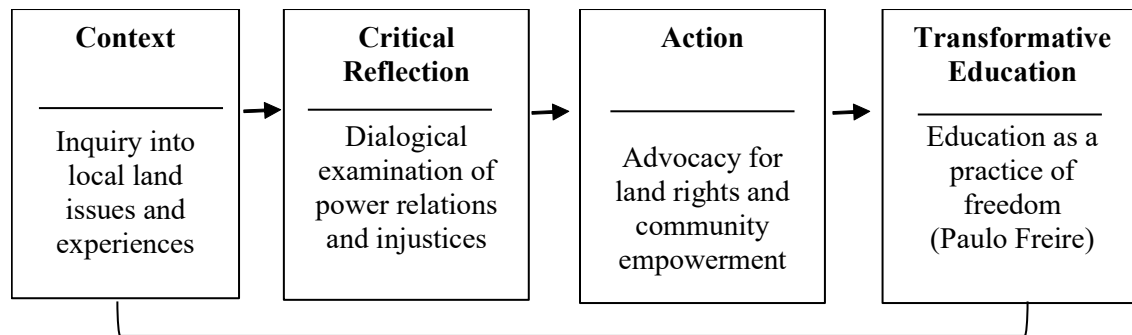 Context
Inquiry into
local land
issues and
experiences
Critical
Reflection
Dialogical
examination of
power relations
and injustices
Action
Advocacy for
land rights and
community
empowerment
Transformative
Education
Education as a
practice of
freedom
(Paulo Freire)